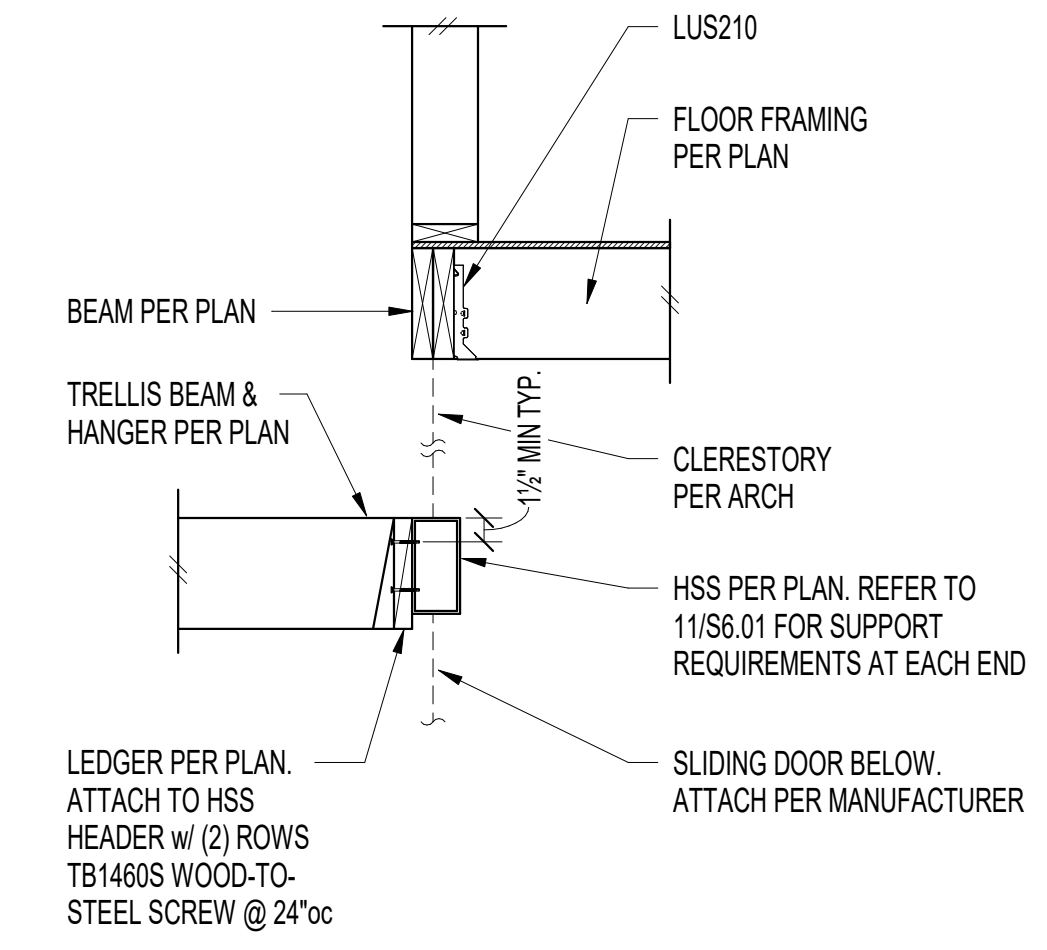 LUS210
FLOOR FRAMING
PER PLAN
BEAM PER PLAN
TRELLIS BEAM &
HANGER PER PLAN
1½" MIN TYP.
CLERESTORY
PER ARCH
HSS PER PLAN. REFER TO
11/S6.01 FOR SUPPORT
REQUIREMENTS AT EACH END
LEDGER PER PLAN.
ATTACH TO HSS
HEADER w/ (2) ROWS
TB1460S WOOD-TO-
STEEL SCREW @ 24"oc
SLIDING DOOR BELOW.
ATTACH PER MANUFACTURER